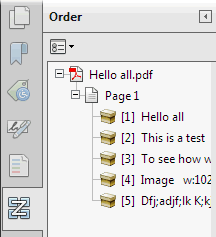 Order
Hello all.pdf
Page 1
[1] Hello all
[2] This is a test
[3] To see how w
[4] Image w:102
[5] Dfj;adjf;lk K;kj